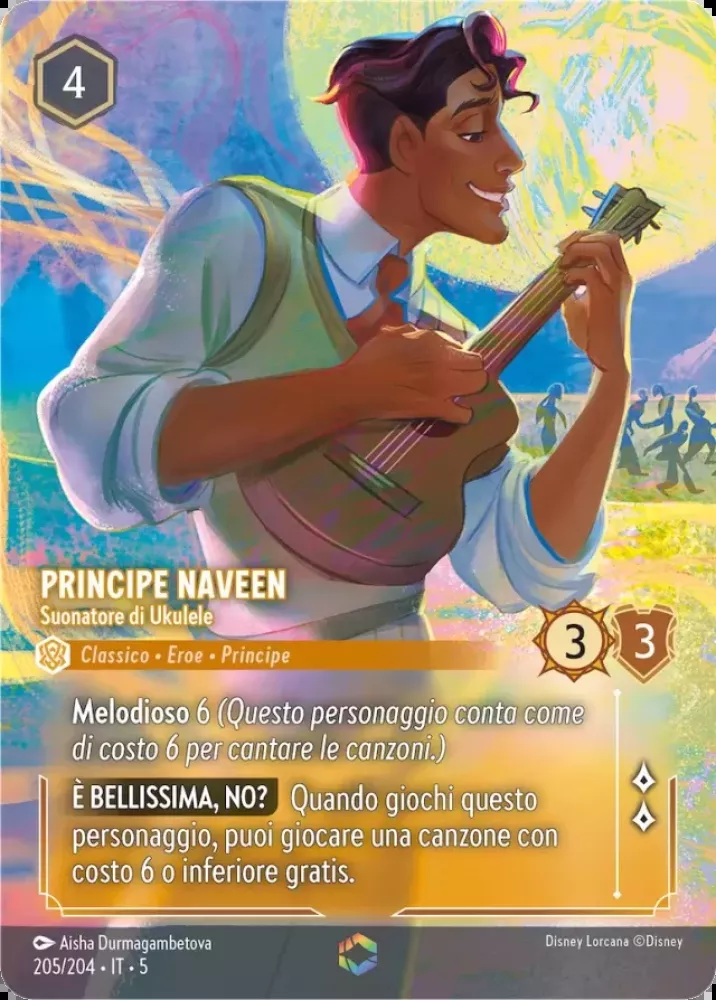 4
PRINCIPE NAVEEN
Suonatore di Ukulele
Classico • Eroe • Principe
3
3
Melodioso 6 (Questo personaggio conta come
di costo 6 per cantare le canzoni.)
È BELLISSIMA, NO? Quando giochi questo
personaggio, puoi giocare una canzone con
costo 6 o inferiore gratis.
Aisha Durmagambetova
Disney Lorcana ©Disney
205/204 • IT • 5